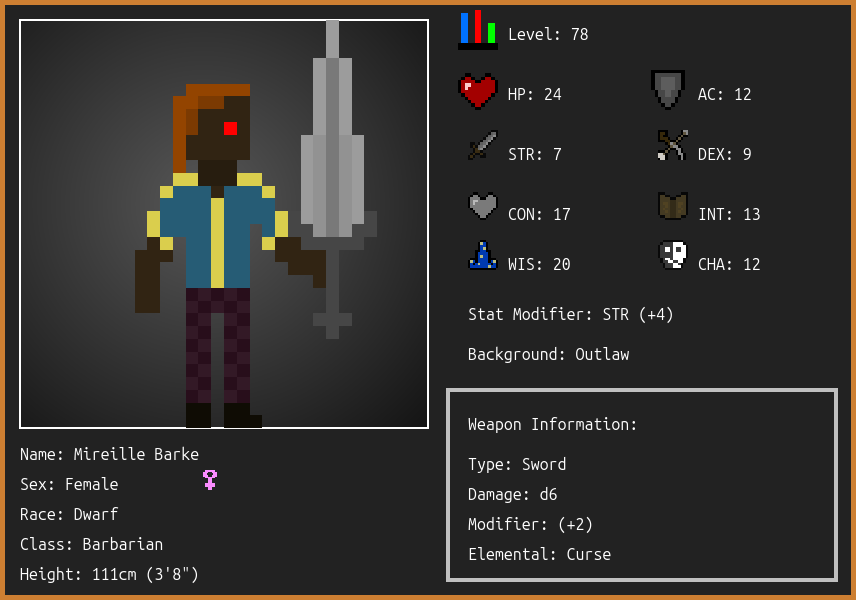 Level: 78
HP: 24
AC: 12
STR: 7
DEX: 9
CON: 17
INT: 13
WIS: 20
CHA: 12
Stat Modifier: STR (+4)
Background: Outlaw
Weapon Information:
Type: Sword
Damage: d6
Modifier: (+2)
Elemental: Curse
Name: Mireille Barke
Sex: Female
Race: Dwarf
Class: Barbarian
Height: 111cm (3'8")